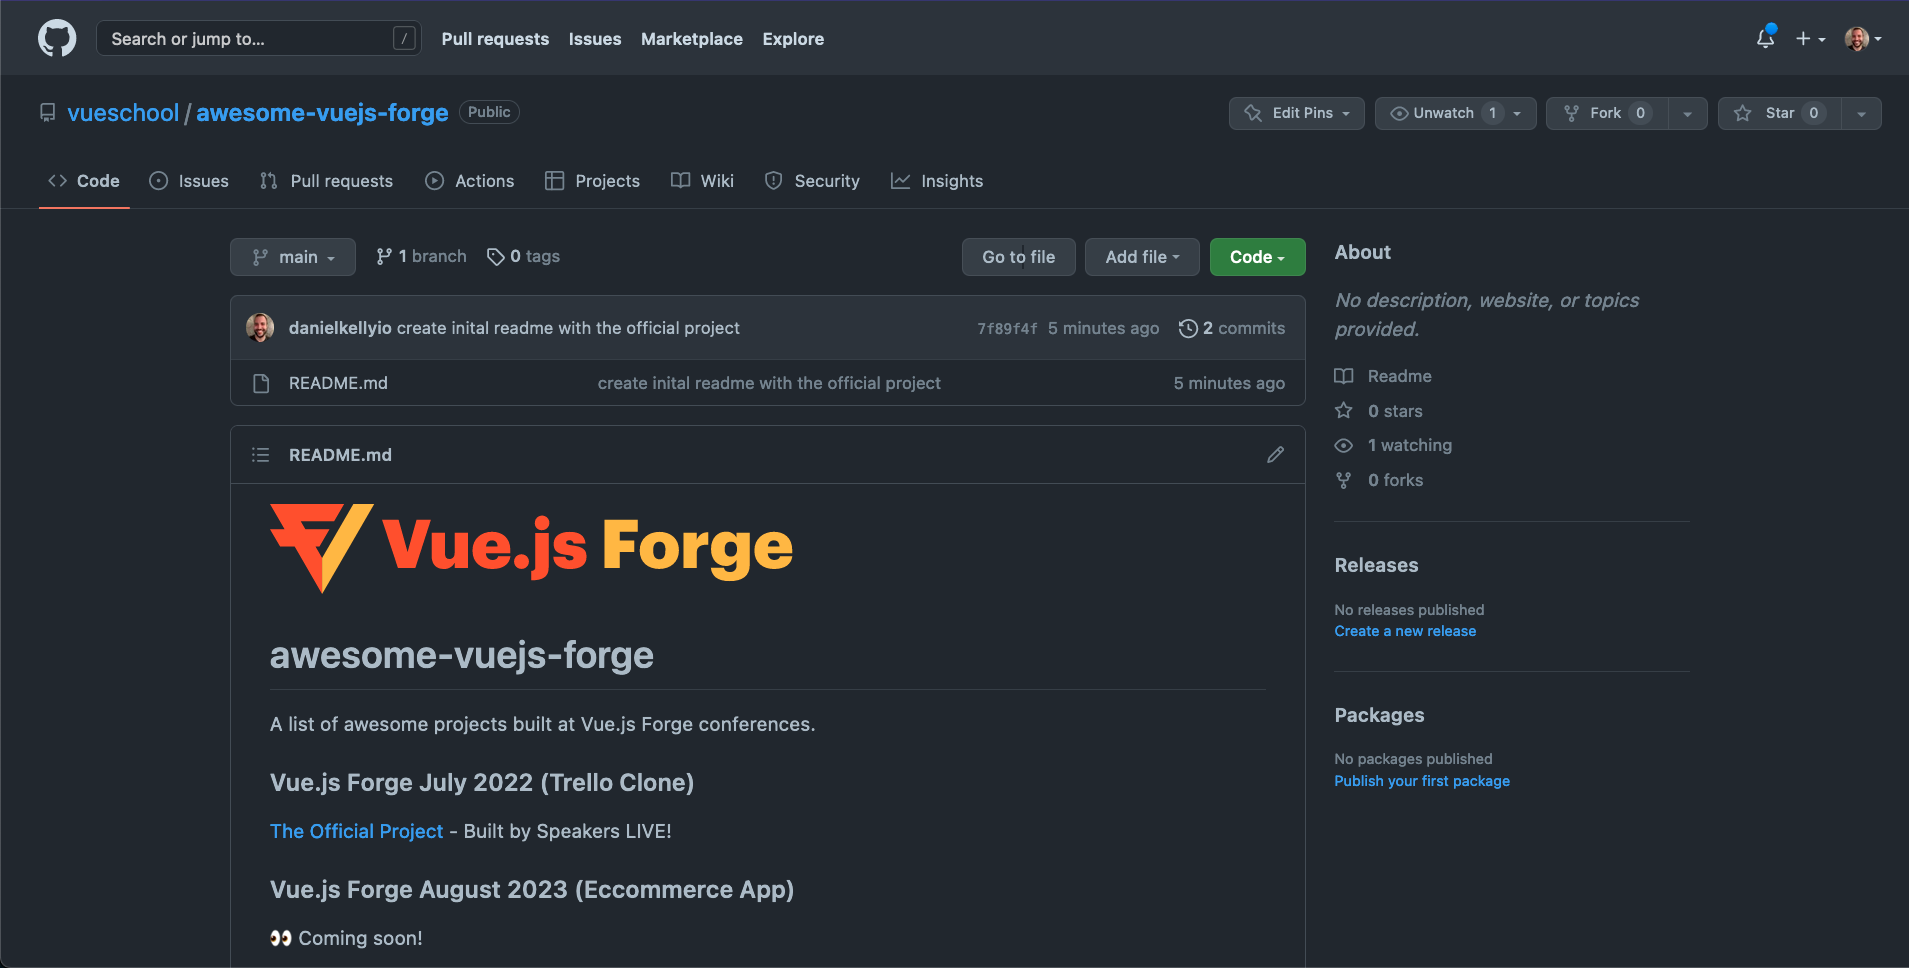 Search or jump to... /
Pull requests Issues Marketplace Explore
vueschool / awesome-vuejs-forge Public
Edit Pins Unwatch 1 Fork 0 Star 0
Code Issues Pull requests Actions Projects Wiki Security Insights
main 1 branch 0 tags
Go to file Add file Code
danielkellyio create inital readme with the official project 7f89f4f 5 minutes ago 2 commits
README.md create inital readme with the official project 5 minutes ago
README.md
Vue.js Forge
awesome-vuejs-forge
A list of awesome projects built at Vue.js Forge conferences.
Vue.js Forge July 2022 (Trello Clone)
The Official Project - Built by Speakers LIVE!
Vue.js Forge August 2023 (Eccommerce App)
👀 Coming soon!
About
No description, website, or topics
provided.
Readme
0 stars
1 watching
0 forks
Releases
No releases published
Create a new release
Packages
No packages published
Publish your first package